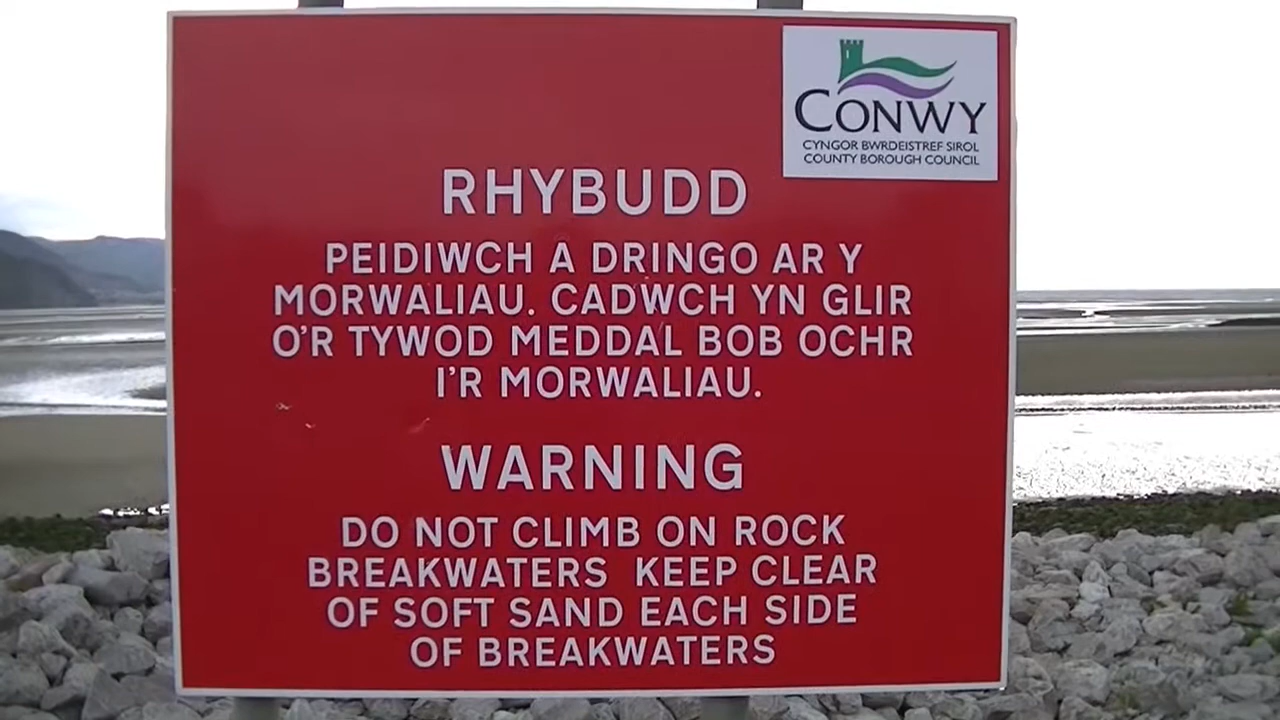 CONWY
CYNGOR BWRDEISTREF SIROL
COUNTY BOROUGH COUNCIL
RHYBUDD
PEIDIWCH A DRINGO AR Y
MORWALIAU. CADWCH YN GLIR
O'R TYWOD MEDDAL BOB OCHR
I'R MORWALIAU.
WARNING
DO NOT CLIMB ON ROCK
BREAKWATERS KEEP CLEAR
OF SOFT SAND EACH SIDE
OF BREAKWATERS